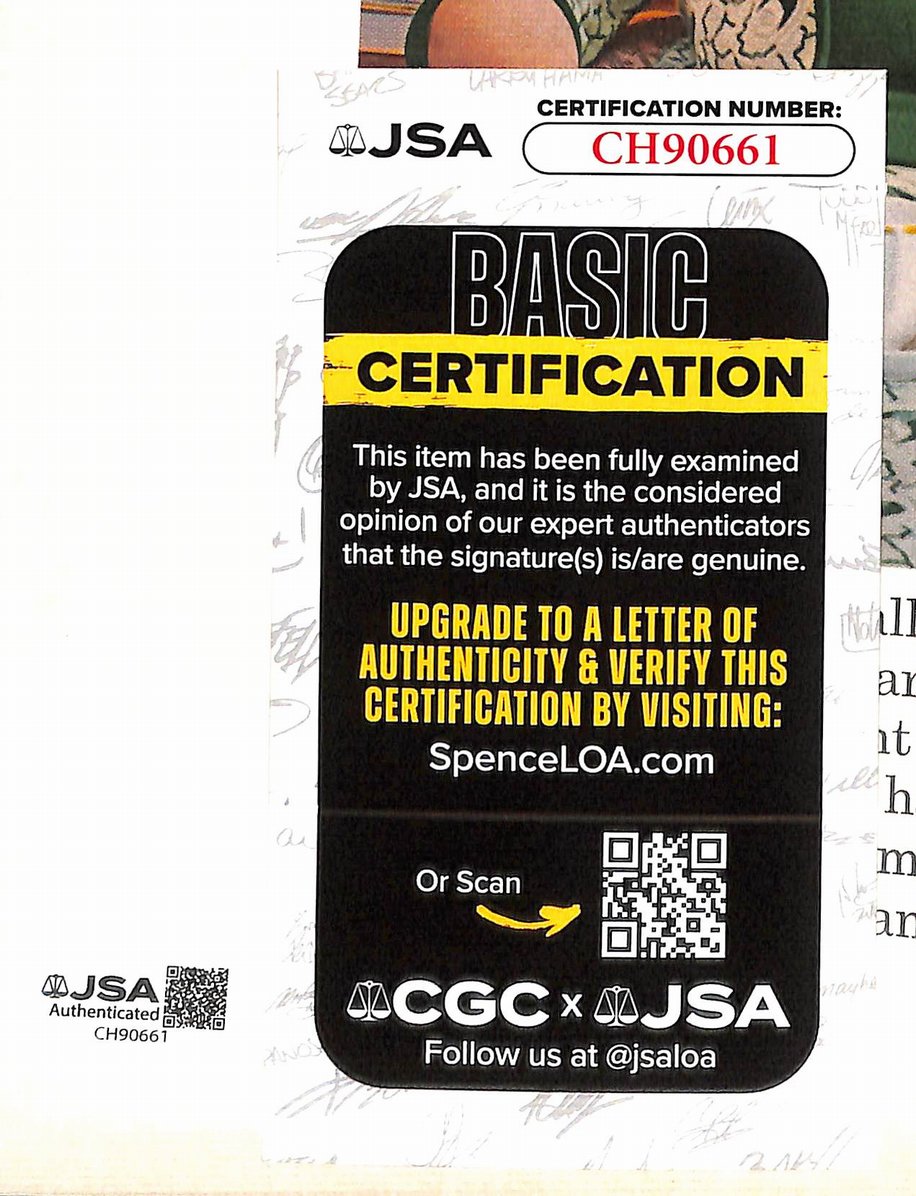 JSA
CERTIFICATION NUMBER:
CH90661
BASIC
CERTIFICATION
This item has been fully examined
by JSA, and it is the considered
opinion of our expert authenticators
that the signature(s) is/are genuine.
UPGRADE TO A LETTER OF
AUTHENTICITY & VERIFY THIS
CERTIFICATION BY VISITING:
SpenceLOA.com
Or Scan
CGC x JSA
Follow us at @jsaloa
JSA
Authenticated
CH90661